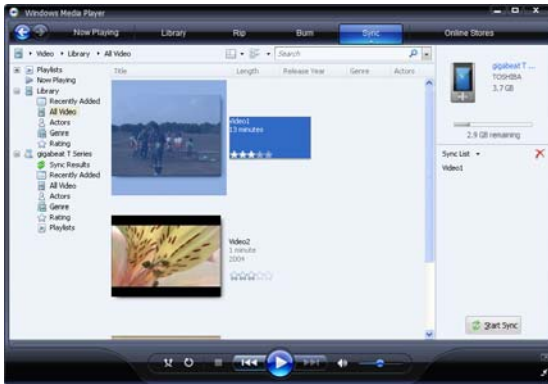 Windows Media Player
Now Playing Library Rip Burn Sync Online Stores
Video Library All Video Search
Title Length Release Year Genre Actors
Playlists
Now Playing
Library
Recently Added
All Video
Actors
Genre
Rating
gigabeat T Series
Sync Results
Recently Added
All Video
Actors
Genre
Rating
Playlists
Video1
13 minutes
Video2
1 minute
2004
gigabeat T
TOSHIBA
3.7 GB
2.9 GB remaining
Sync List
Video1
Start Sync